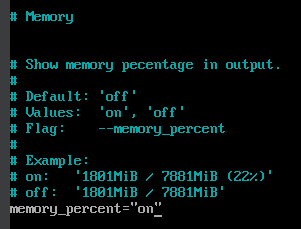 # Memory
# Show memory pecentage in output.
#
# Default: 'off'
# Values:  'on', 'off'
# Flag:    --memory_percent
#
# Example:
# on:   '1801MiB / 7881MiB (22%)'
# off:  '1801MiB / 7881MiB'
memory_percent="on"